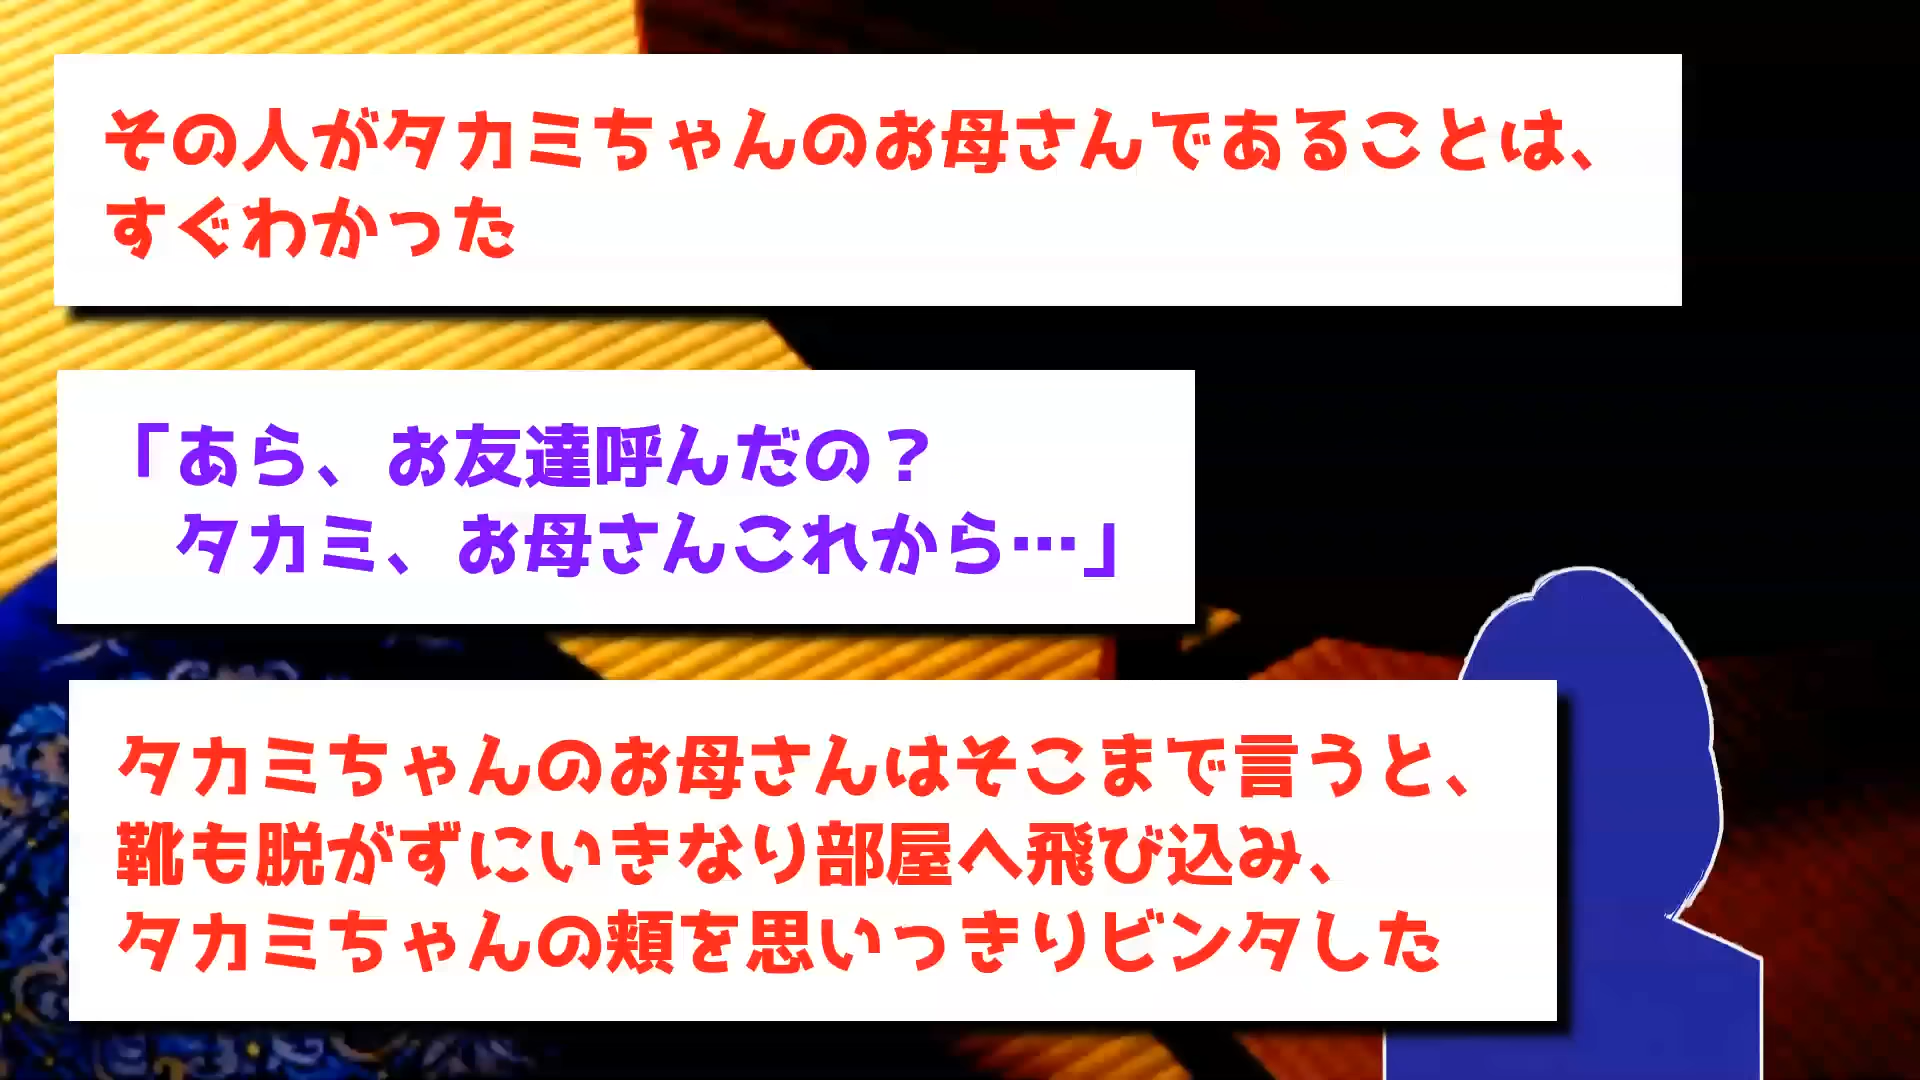 その人がタカミちゃんのお母さんであることは、
すぐわかった
「あら、お友達呼んだの？
タカミ、お母さんこれから…」
タカミちゃんのお母さんはそこまで言うと、
靴も脱がずにいきなり部屋へ飛び込み、
タカミちゃんの頬を思いっきりビンタした